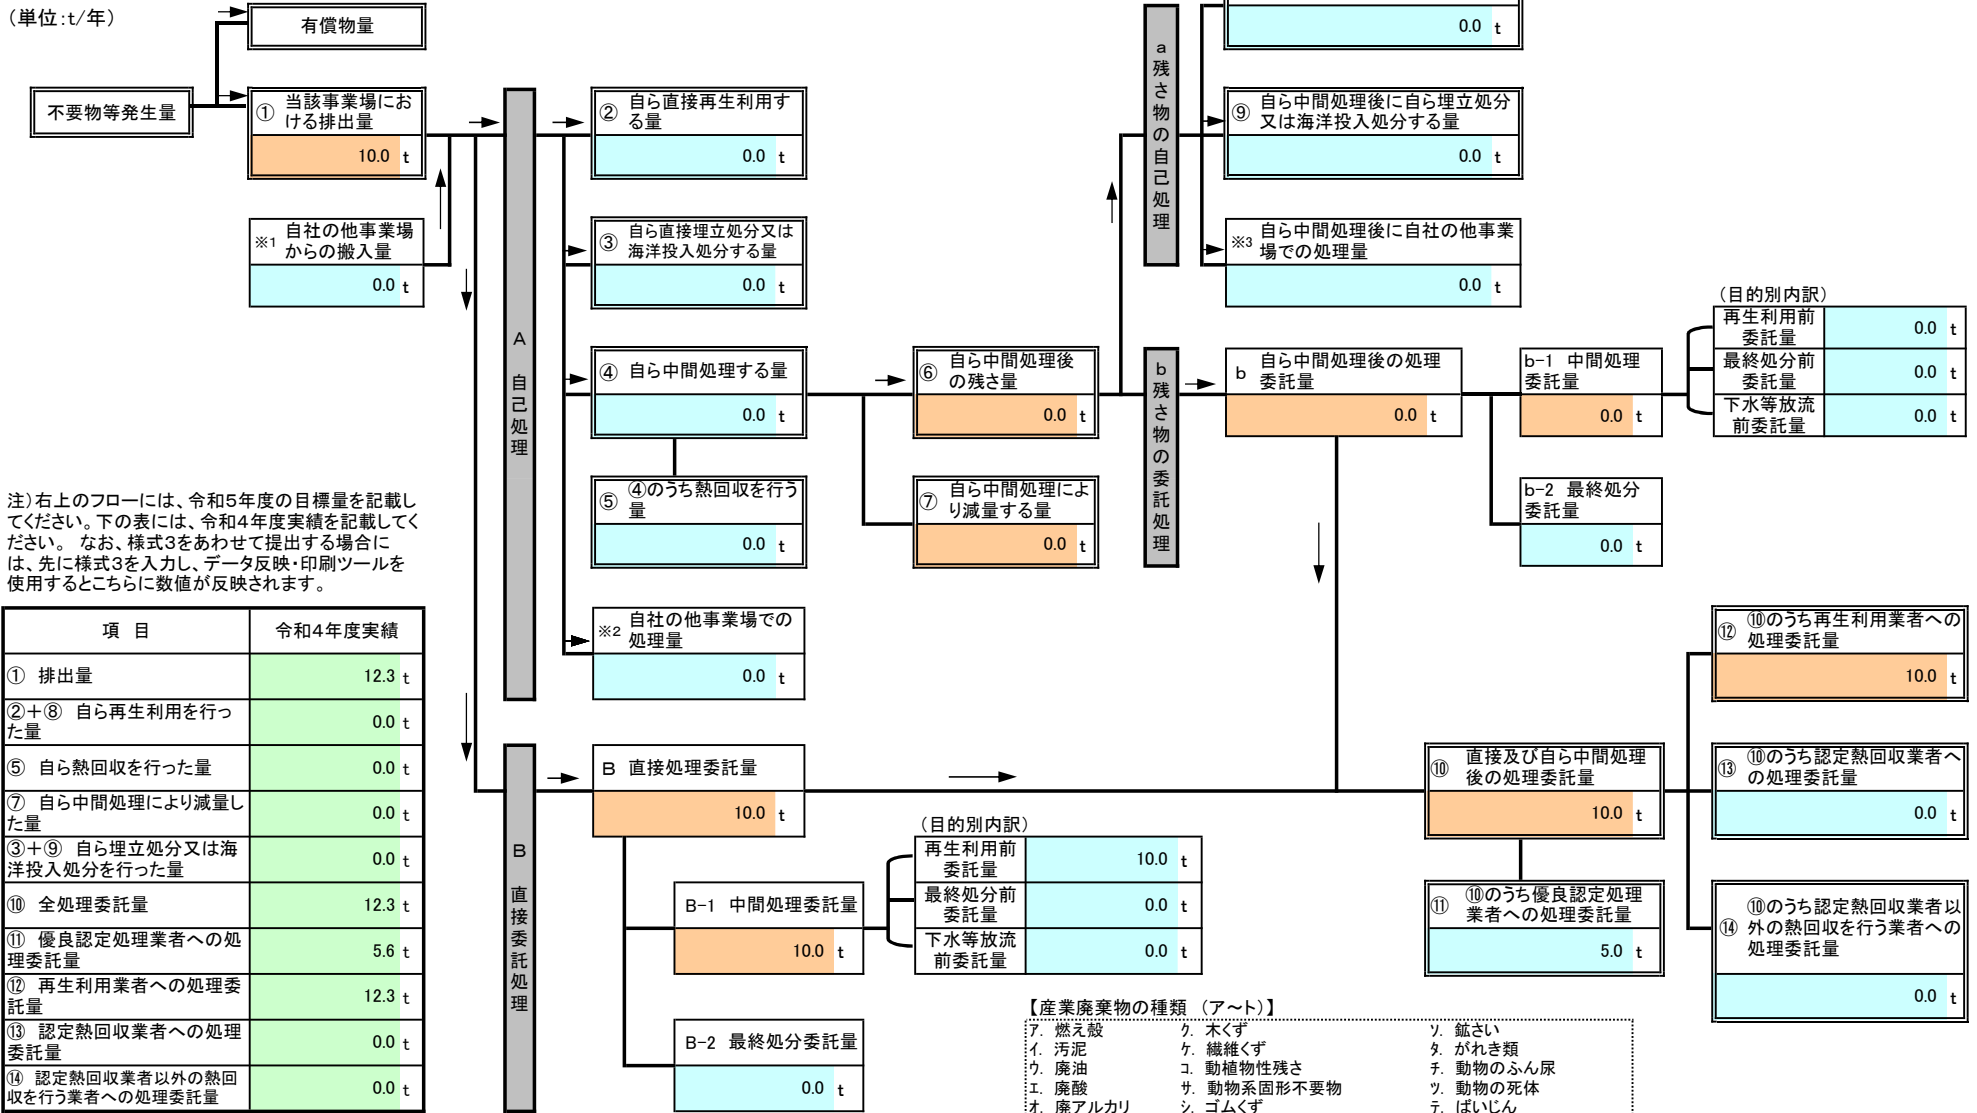 （単位：t/年）
有償物量
不要物等発生量
① 当該事業場にお
ける排出量
10.0 t
※1 自社の他事業場
からの搬入量
0.0 t
A 自己処理
② 自ら直接再生利用す
る量
0.0 t
③ 自ら直接埋立処分又は
海洋投入処分する量
0.0 t
④ 自ら中間処理する量
0.0 t
⑤ ④のうち熱回収を行う
量
0.0 t
※2 自社の他事業場での
処理量
0.0 t
⑥ 自ら中間処理後
の残さ量
0.0 t
⑦ 自ら中間処理によ
り減量する量
0.0 t
a 残さ物の自己処理
0.0 t
⑨ 自ら中間処理後に自ら埋立処分
又は海洋投入処分する量
0.0 t
※3 自ら中間処理後に自社の他事業
場での処理量
0.0 t
b 残さ物の委託処理
b 自ら中間処理後の処理
委託量
0.0 t
b-1 中間処理
委託量
0.0 t
b-2 最終処分
委託量
0.0 t
（目的別内訳）
再生利用前
委託量 0.0 t
最終処分前
委託量 0.0 t
下水等放流
前委託量 0.0 t
注）右上のフローには、令和５年度の目標量を記載し
てください。下の表には、令和４年度実績を記載してく
ださい。 なお、様式３をあわせて提出する場合に
は、先に様式３を入力し、データ反映・印刷ツールを
使用するとこちらに数値が反映されます。
項 目 令和４年度実績
① 排出量 12.3 t
②＋⑧ 自ら再生利用を行っ
た量 0.0 t
⑤ 自ら熱回収を行った量 0.0 t
⑦ 自ら中間処理により減量し
た量 0.0 t
③＋⑨ 自ら埋立処分又は海
洋投入処分を行った量 0.0 t
⑩ 全処理委託量 12.3 t
⑪ 優良認定処理業者への処
理委託量 5.6 t
⑫ 再生利用業者への処理委
託量 12.3 t
⑬ 認定熱回収業者への処理
委託量 0.0 t
⑭ 認定熱回収業者以外の熱回
収を行う業者への処理委託量 0.0 t
B 直接委託処理
B 直接処理委託量
10.0 t
B-1 中間処理委託量
10.0 t
B-2 最終処分委託量
0.0 t
（目的別内訳）
再生利用前
委託量 10.0 t
最終処分前
委託量 0.0 t
下水等放流
前委託量 0.0 t
⑩ 直接及び自ら中間処理
後の処理委託量
10.0 t
⑪ ⑩のうち優良認定処理
業者への処理委託量
5.0 t
⑫ ⑩のうち再生利用業者への
処理委託量
10.0 t
⑬ ⑩のうち認定熱回収業者へ
の処理委託量
0.0 t
⑭ ⑩のうち認定熱回収業者以
外の熱回収を行う業者への
処理委託量
0.0 t
【産業廃棄物の種類 （ア～ト）】
ア. 燃え殻 ク. 木くず ソ. 鉱さい
イ. 汚泥 ケ. 繊維くず タ. がれき類
ウ. 廃油 コ. 動植物性残さ チ. 動物のふん尿
エ. 廃酸 サ. 動物系固形不要物 ツ. 動物の死体
オ. 廃アルカリ シ. ゴムくず テ. ばいじん